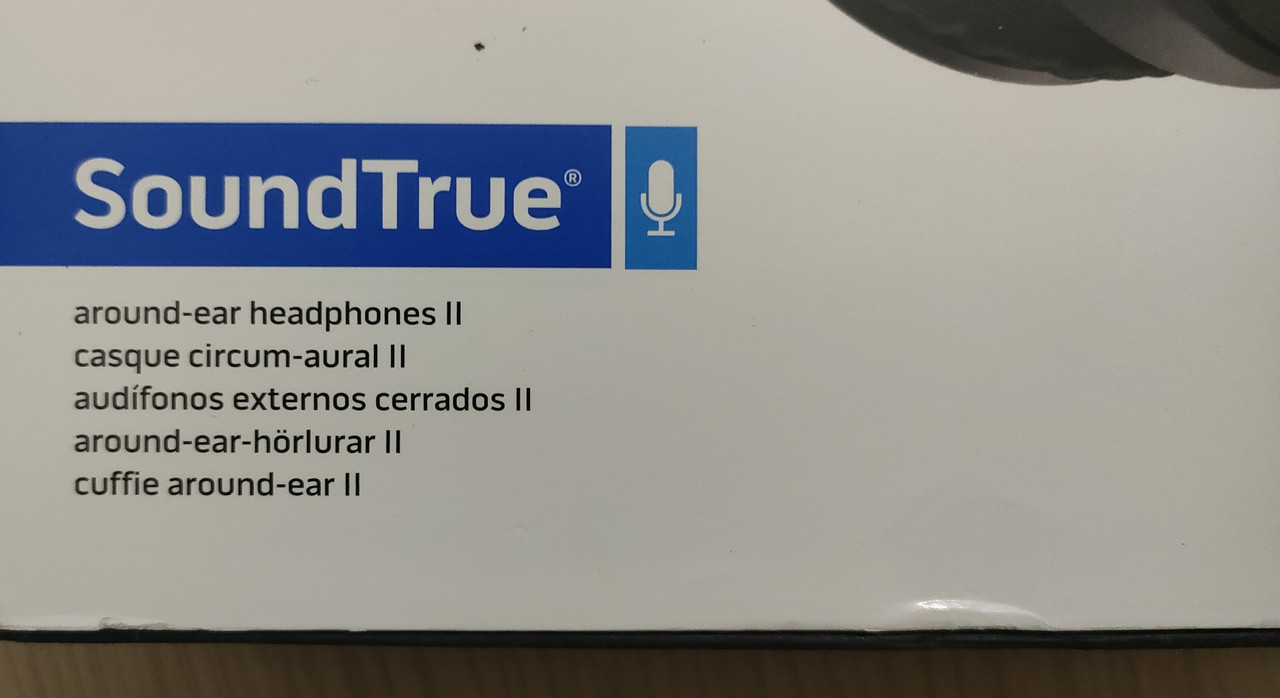 SoundTrue®
around-ear headphones II
casque circum-aural II
audífonos externos cerrados II
around-ear-hörlurar II
cuffie around-ear II